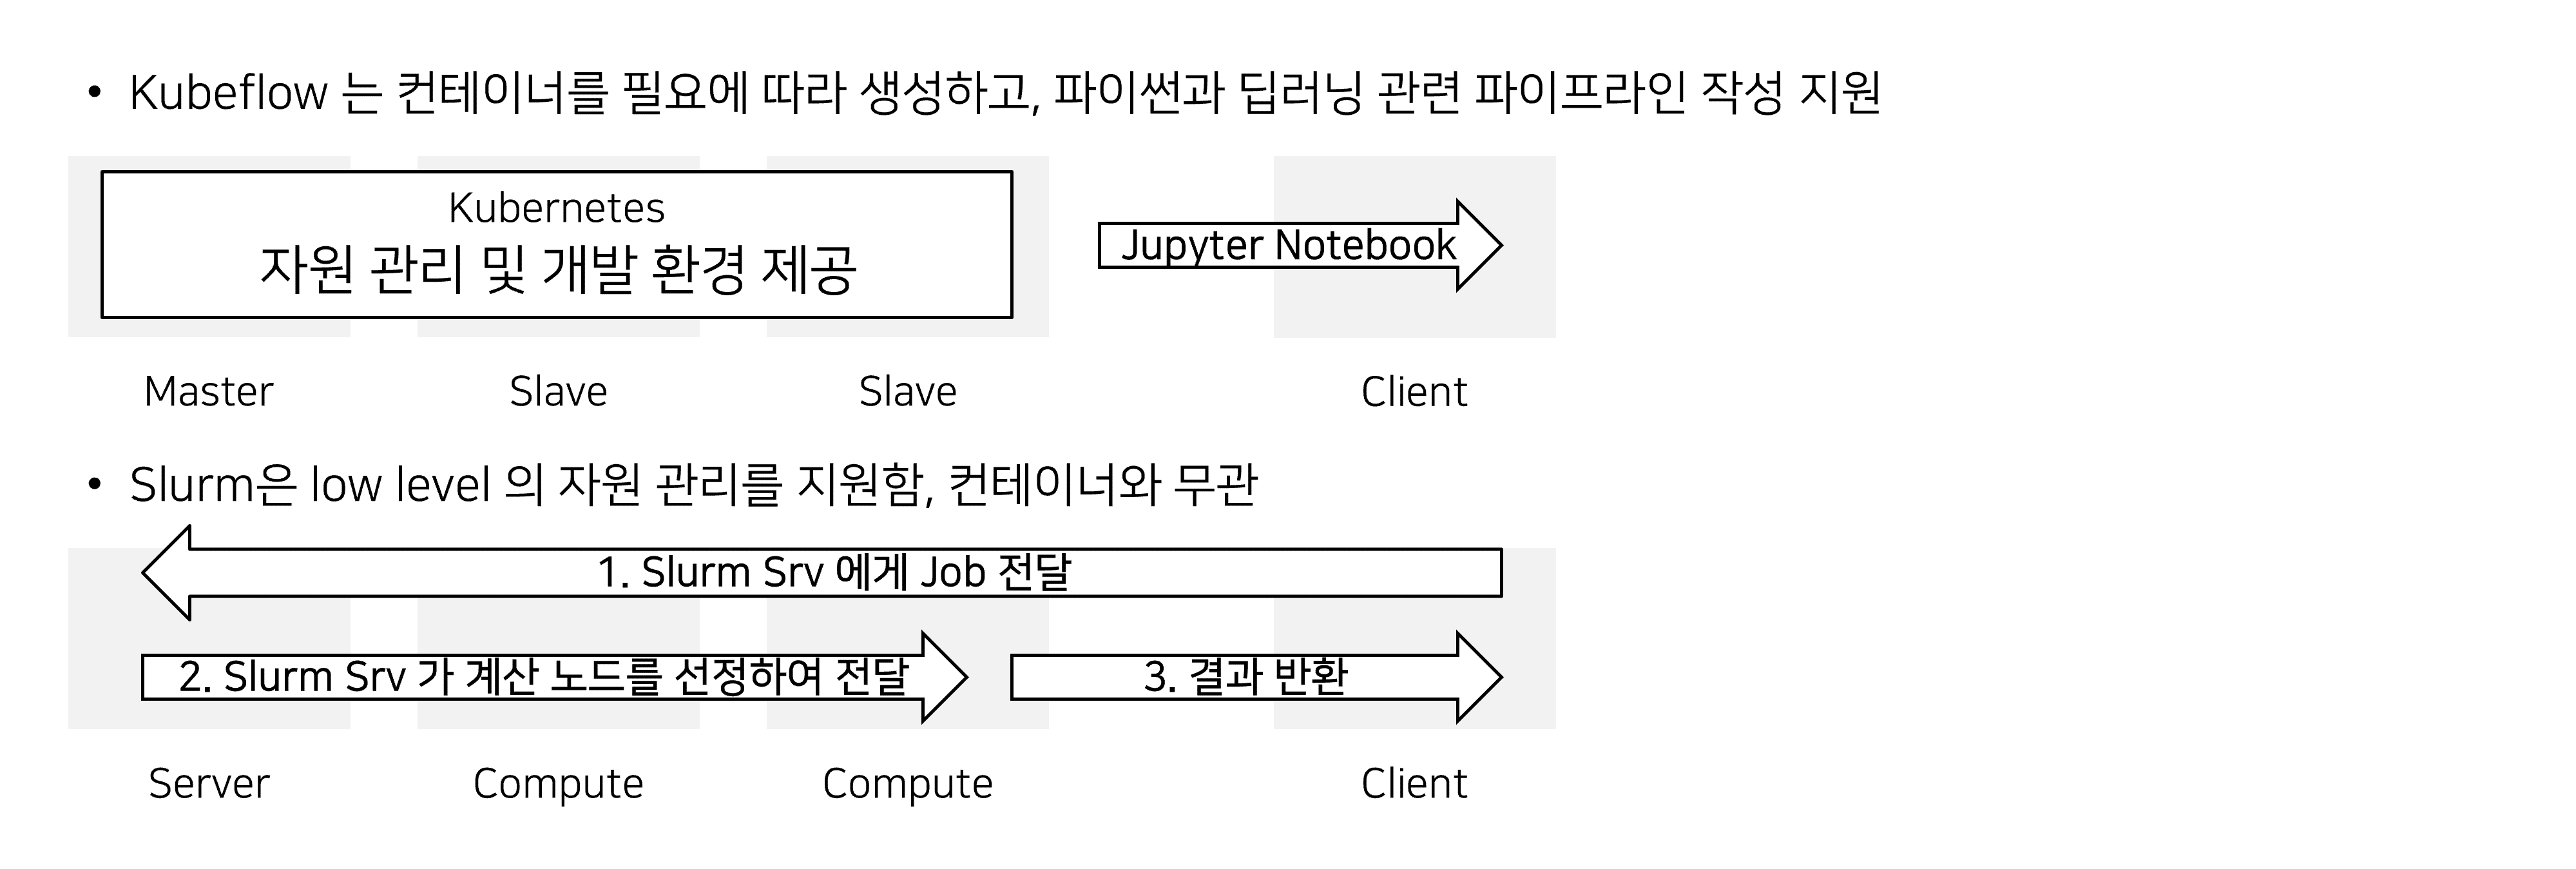 • Kubeflow 는 컨테이너를 필요에 따라 생성하고, 파이썬과 딥러닝 관련 파이프라인 작성 지원
Kubernetes
자원 관리 및 개발 환경 제공
Jupyter Notebook
Master
Slave
Slave
Client
• Slurm은 low level 의 자원 관리를 지원함, 컨테이너와 무관
1. Slurm Srv 에게 Job 전달
2. Slurm Srv 가 계산 노드를 선정하여 전달
3. 결과 반환
Server
Compute
Compute
Client